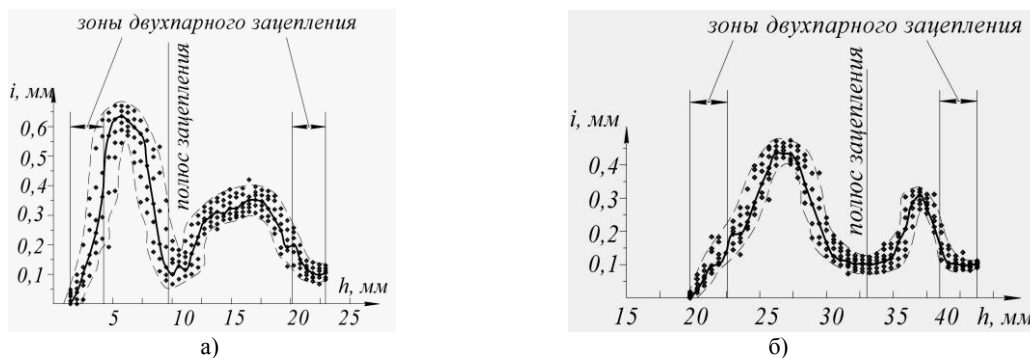 зоны двухпарного зацепления
i, мм
0,6
0,5
0,4
0,3
0,2
0,1
полюс зацепления
h, мм
5
10
15
20
25
а)
зоны двухпарного зацепления
i, мм
0,4
0,3
0,2
0,1
полюс зацепления
15
20
25
30
35
40
h, мм
б)